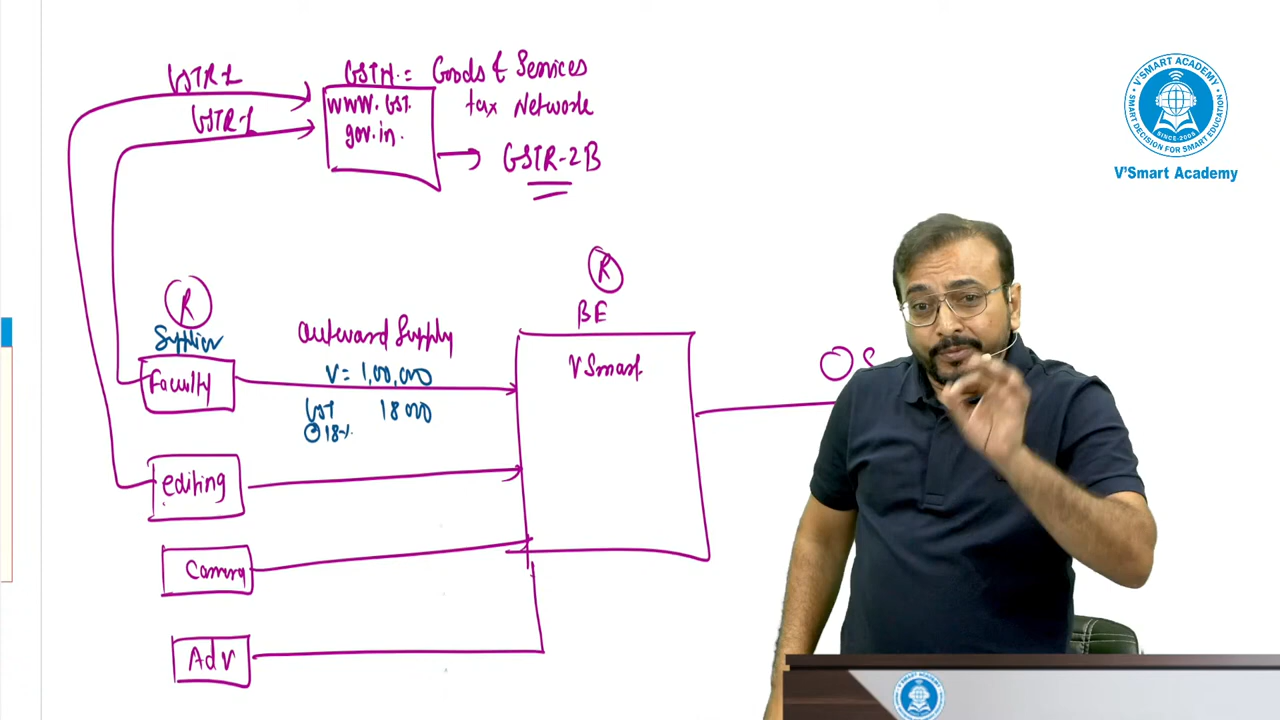 GSTR-1
GSTN = Goods & Services
tax Network
www.GST.
gov.in.
GSTR-1
GSTR-2B
R
Supplier
Faculty
outward Supply
V = 1,00,000
GST 18000
@ 18%
R
BE
VSmart
editing
Camera
Adv
V'SMART ACADEMY
SMART DECISION FOR SMART EDUCATION
SINCE-2008
V'Smart Academy